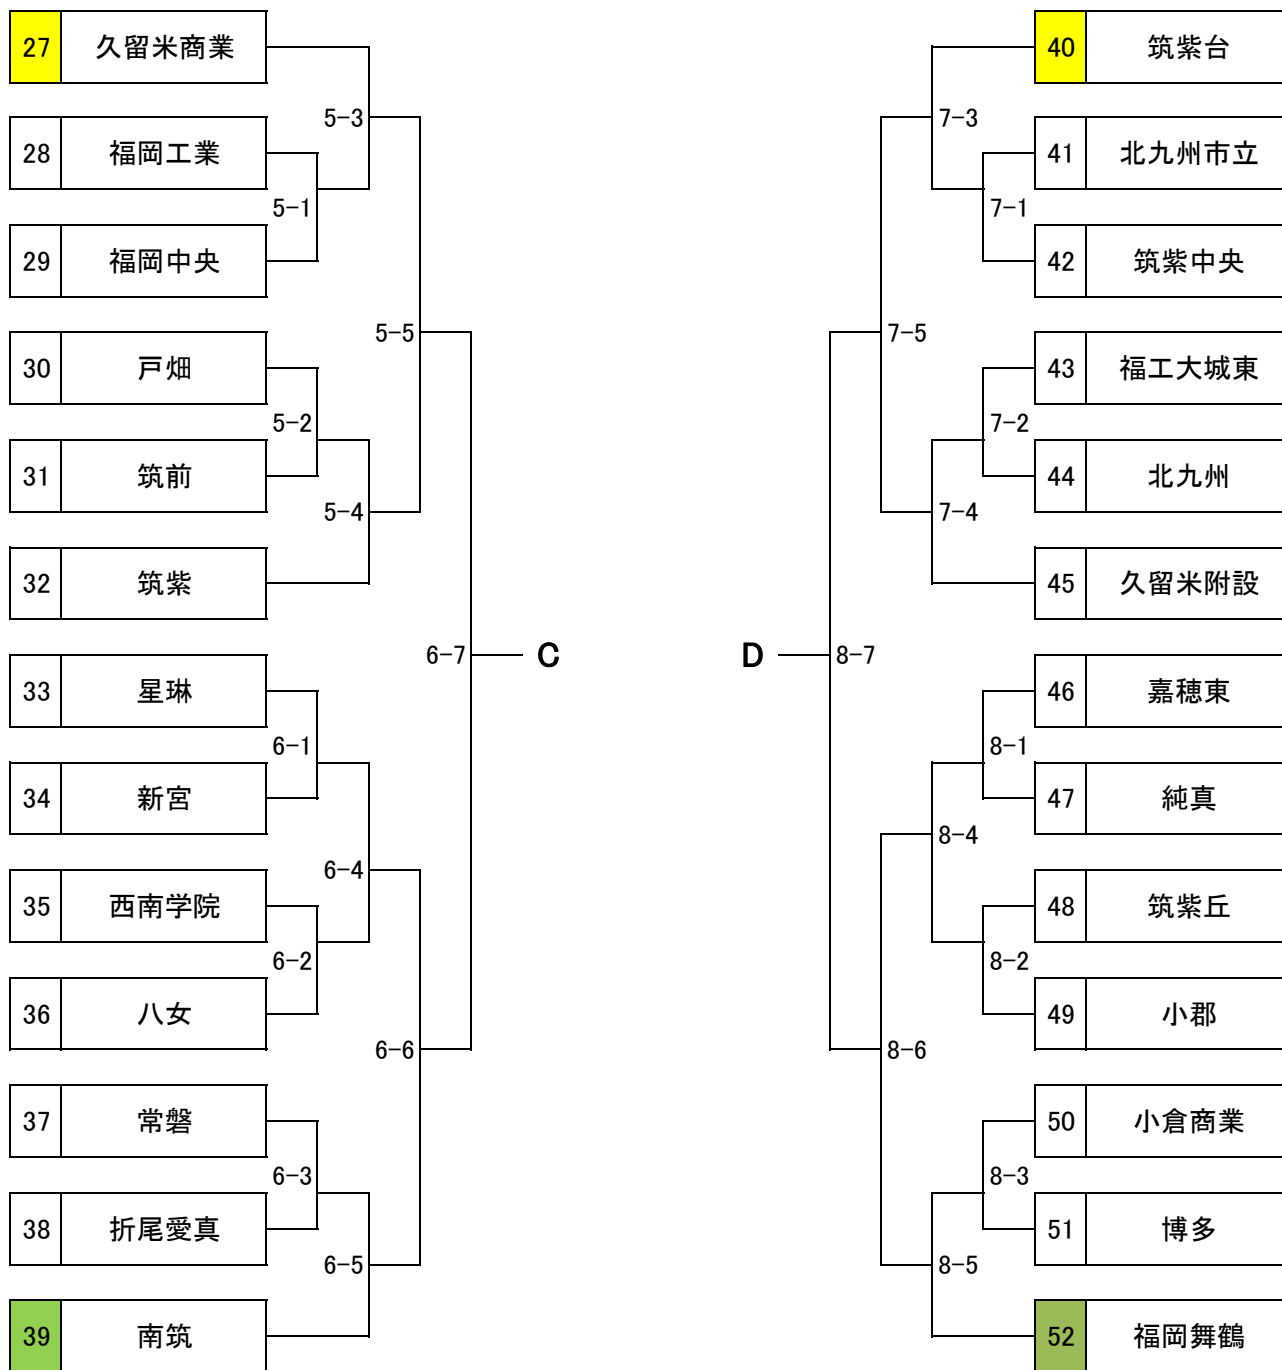 27 久留米商業
5-3
28 福岡工業
5-1
29 福岡中央
5-5
30 戸畑
5-2
31 筑前
5-4
32 筑紫
6-7 C
33 星琳
6-1
34 新宮
6-4
35 西南学院
6-2
36 八女
6-6
37 常磐
6-3
38 折尾愛真
6-5
39 南筑
40 筑紫台
7-3
41 北九州市立
7-1
42 筑紫中央
7-5
43 福工大城東
7-2
44 北九州
7-4
45 久留米附設
D 8-7
46 嘉穂東
8-1
47 純真
8-4
48 筑紫丘
8-2
49 小郡
8-6
50 小倉商業
8-3
51 博多
8-5
52 福岡舞鶴